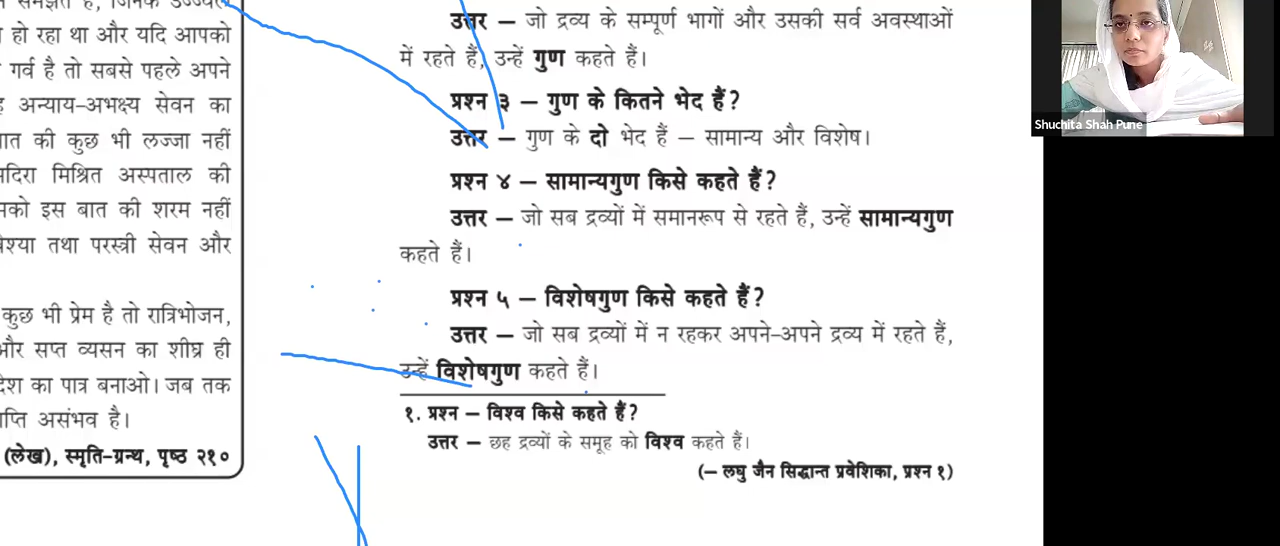 समझते हैं, जिनके उज्ज्वल
हो रहा था और यदि आपको
गर्व है तो सबसे पहले अपने
अन्याय-अभक्ष्य सेवन का
बात की कुछ भी लज्जा नहीं
मदिरा मिश्रित अस्पताल की
इस बात की शरम नहीं
वेश्या तथा परस्त्री सेवन और
कुछ भी प्रेम है तो रात्रिभोजन,
और सप्त व्यसन का शीघ्र ही
का पात्र बनाओ। जब तक
असंभव है।
(लेख), स्मृति-ग्रन्थ, पृष्ठ २१०
उत्तर – जो द्रव्य के सम्पूर्ण भागों और उसकी सर्व अवस्थाओं
में रहते हैं, उन्हें गुण कहते हैं।
प्रश्न ३ – गुण के कितने भेद हैं?
उत्तर – गुण के दो भेद हैं – सामान्य और विशेष।
प्रश्न ४ – सामान्यगुण किसे कहते हैं?
उत्तर – जो सब द्रव्यों में समानरूप से रहते हैं, उन्हें सामान्यगुण
कहते हैं।
प्रश्न ५ – विशेषगुण किसे कहते हैं?
उत्तर – जो सब द्रव्यों में न रहकर अपने-अपने द्रव्य में रहते हैं,
उन्हें विशेषगुण कहते हैं।
१. प्रश्न – विश्व किसे कहते हैं?
उत्तर – छह द्रव्यों के समूह को विश्व कहते हैं।
(– लघु जैन सिद्धान्त प्रवेशिका, प्रश्न १)
Shuchita Shah Pune